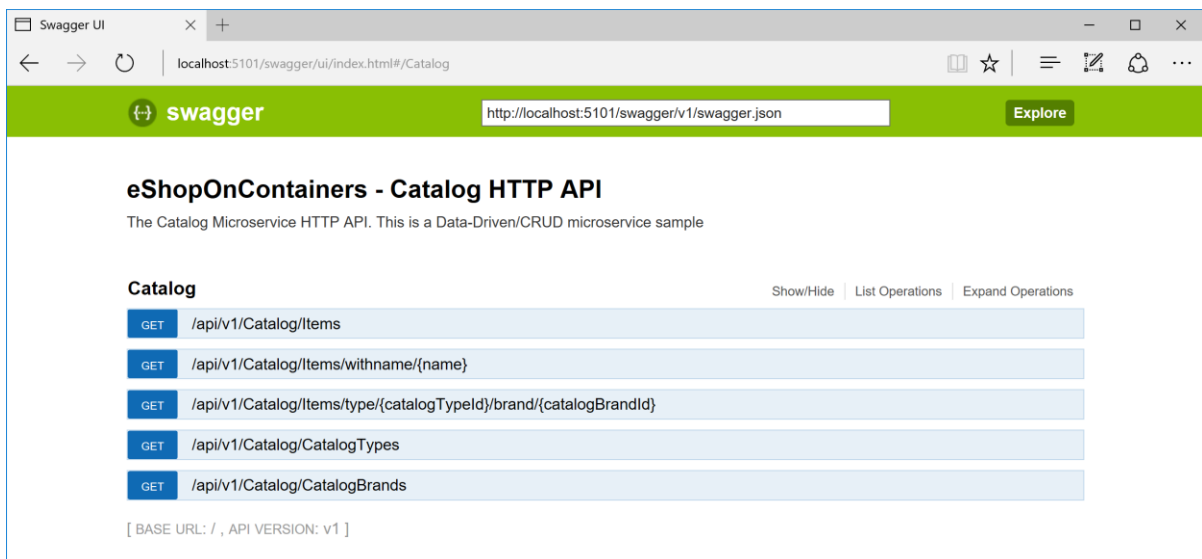 Swagger UI
localhost:5101/swagger/ui/index.html#/Catalog
{··} swagger
http://localhost:5101/swagger/v1/swagger.json
Explore
eShopOnContainers - Catalog HTTP API
The Catalog Microservice HTTP API. This is a Data-Driven/CRUD microservice sample
Catalog
Show/Hide
List Operations
Expand Operations
GET /api/v1/Catalog/Items
GET /api/v1/Catalog/Items/withname/{name}
GET /api/v1/Catalog/Items/type/{catalogTypeId}/brand/{catalogBrandId}
GET /api/v1/Catalog/CatalogTypes
GET /api/v1/Catalog/CatalogBrands
[ BASE URL: / , API VERSION: v1 ]